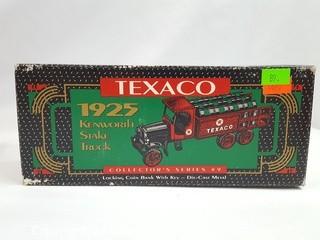 TEXACO
1925
KENWORTH
STAKE
TRUCK
TEXACO
COLLECTOR'S SERIES #9
Locking Coin Bank With Key – Die-Cast Metal